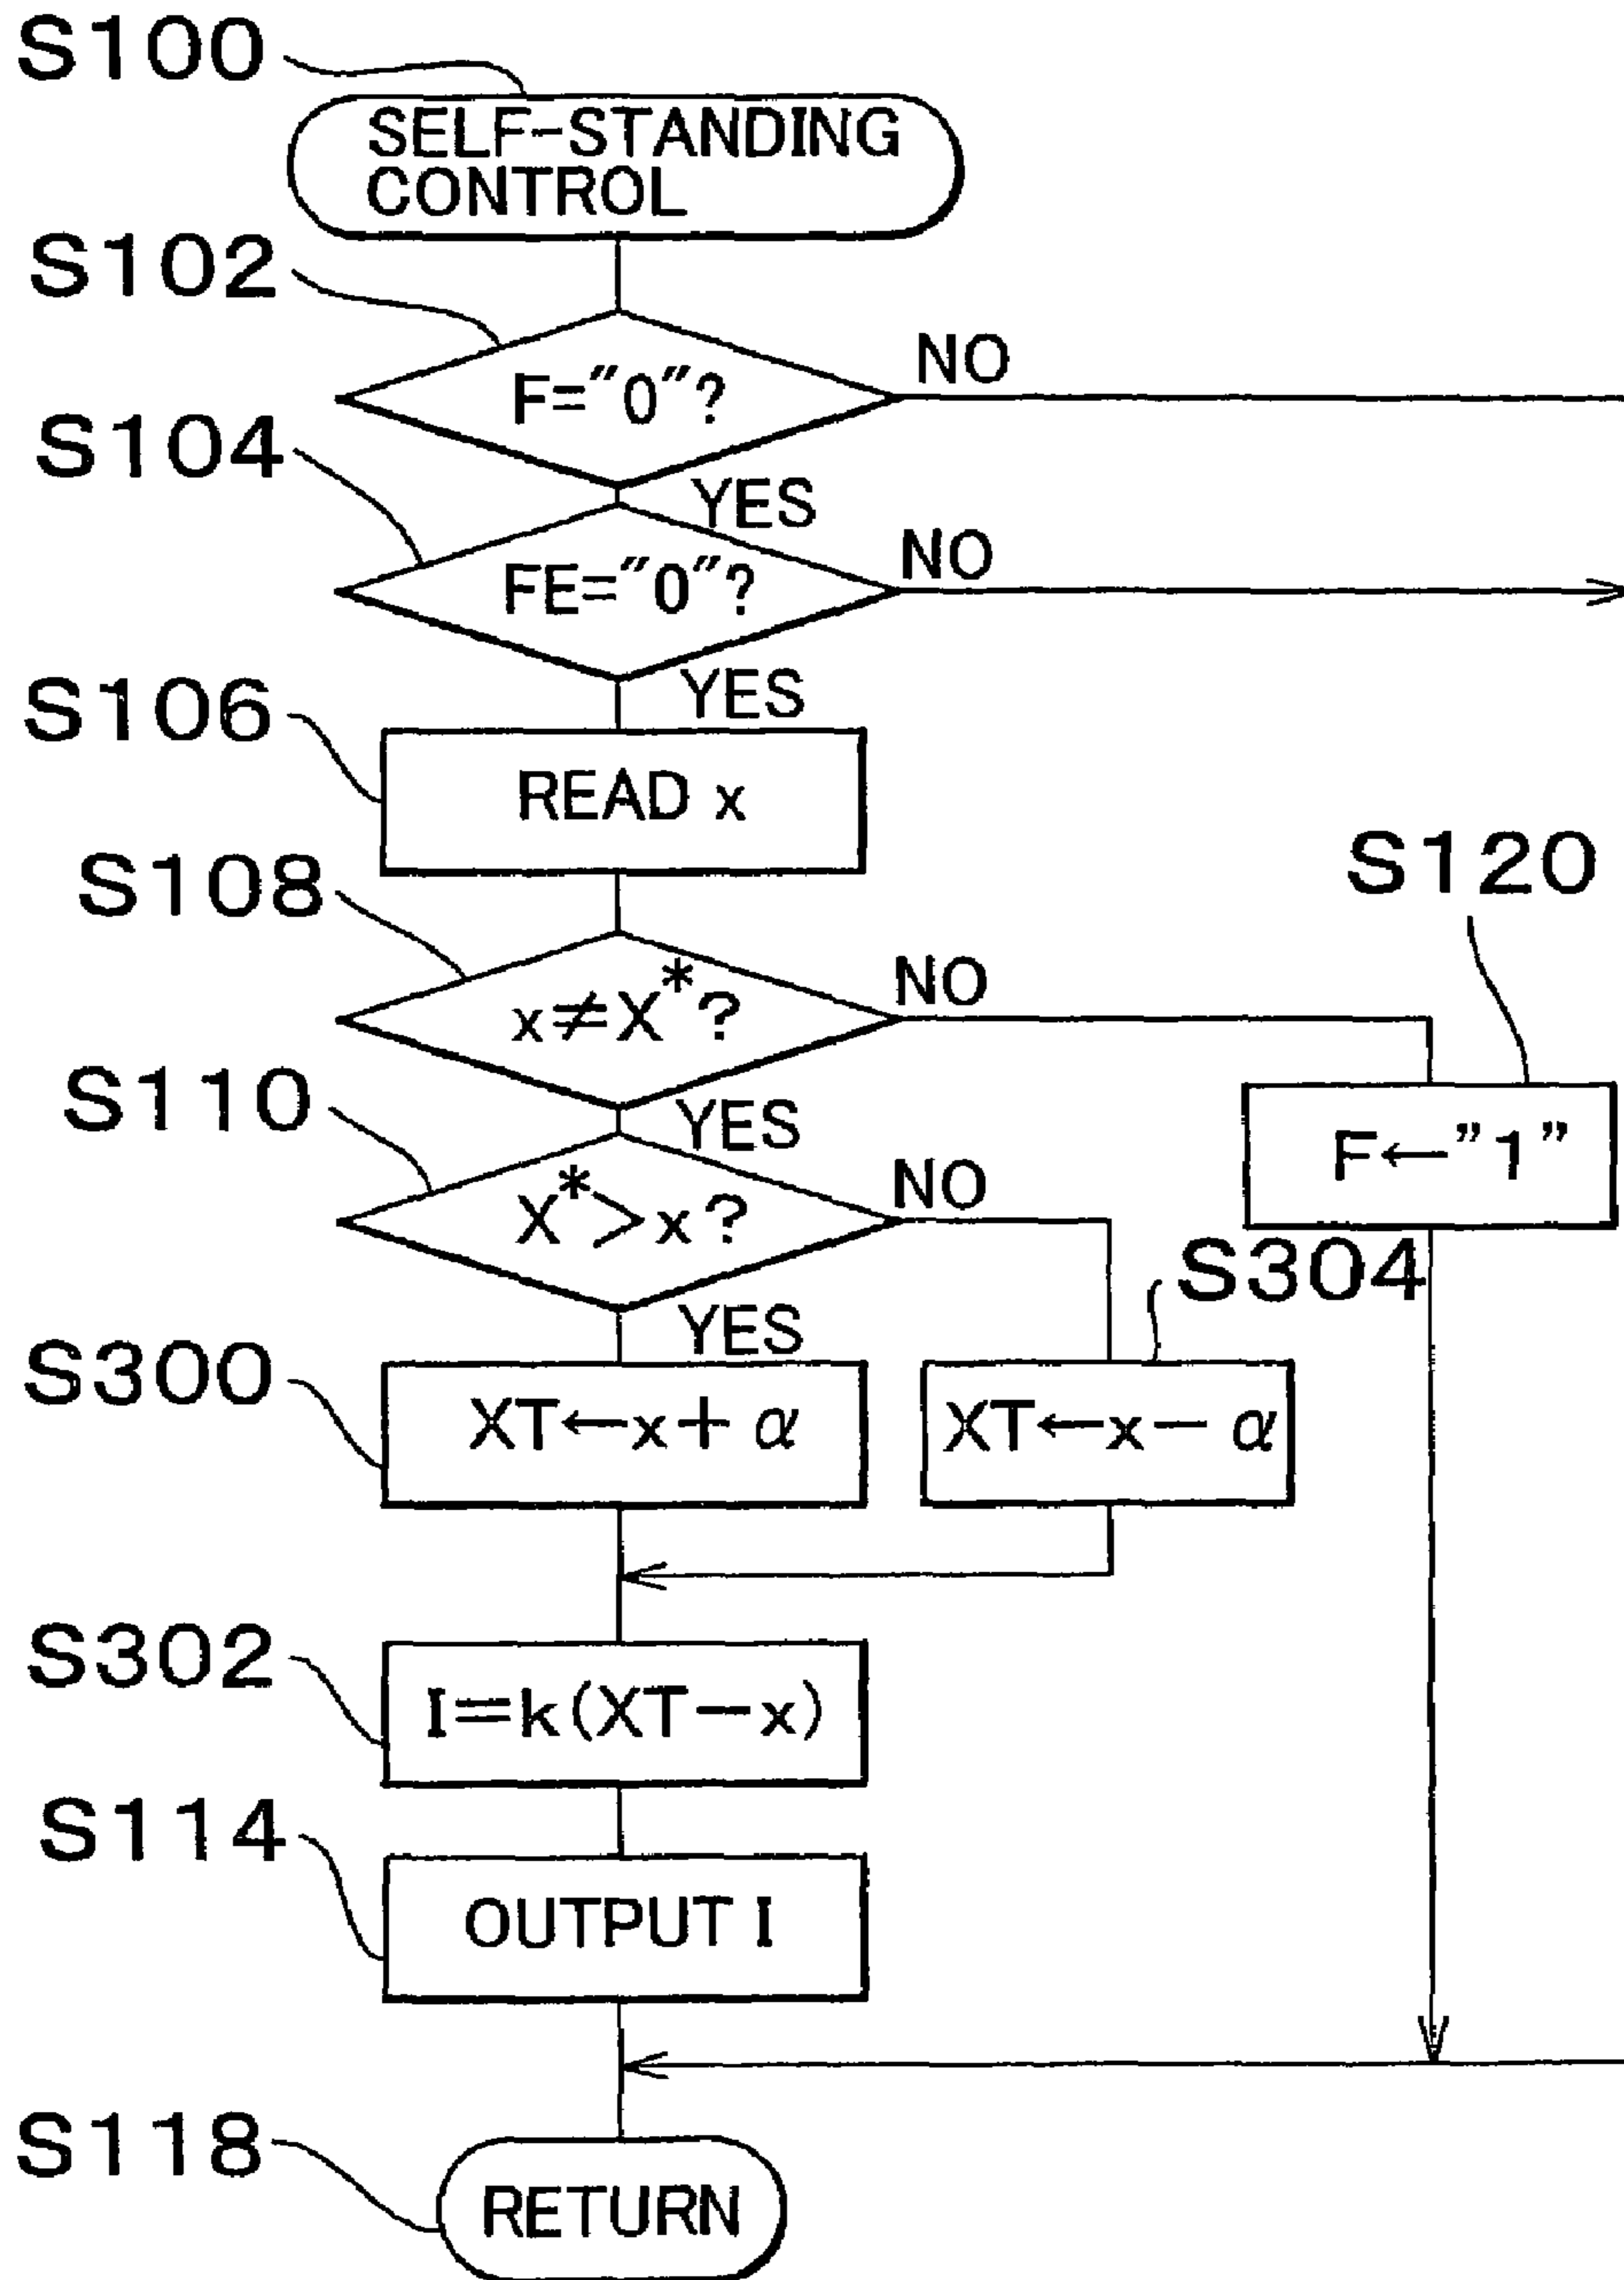 S100
SELF-STANDING
CONTROL
S102
F="0"?
NO
YES
S104
FE="0"?
NO
YES
S106
READ x
S108
x≠X*?
NO
S120
F←"1"
YES
S110
X*>x?
NO
YES
S304
XT←x-α
S300
XT←x+α
S302
I=k(XT-x)
S114
OUTPUT I
S118
RETURN